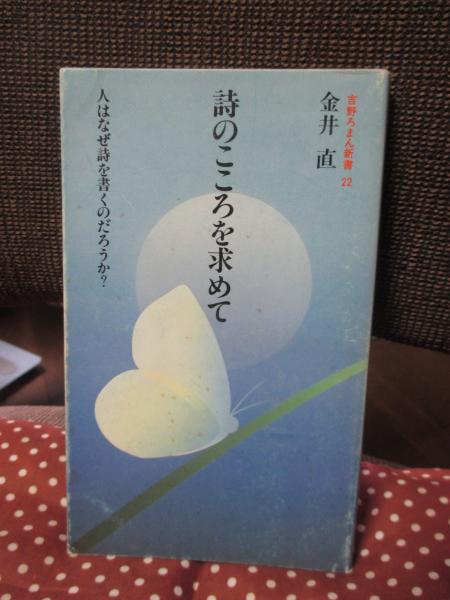 吉野ろまん新書 22
金井 直
詩のこころを求めて
人はなぜ詩を書くのだろうか?